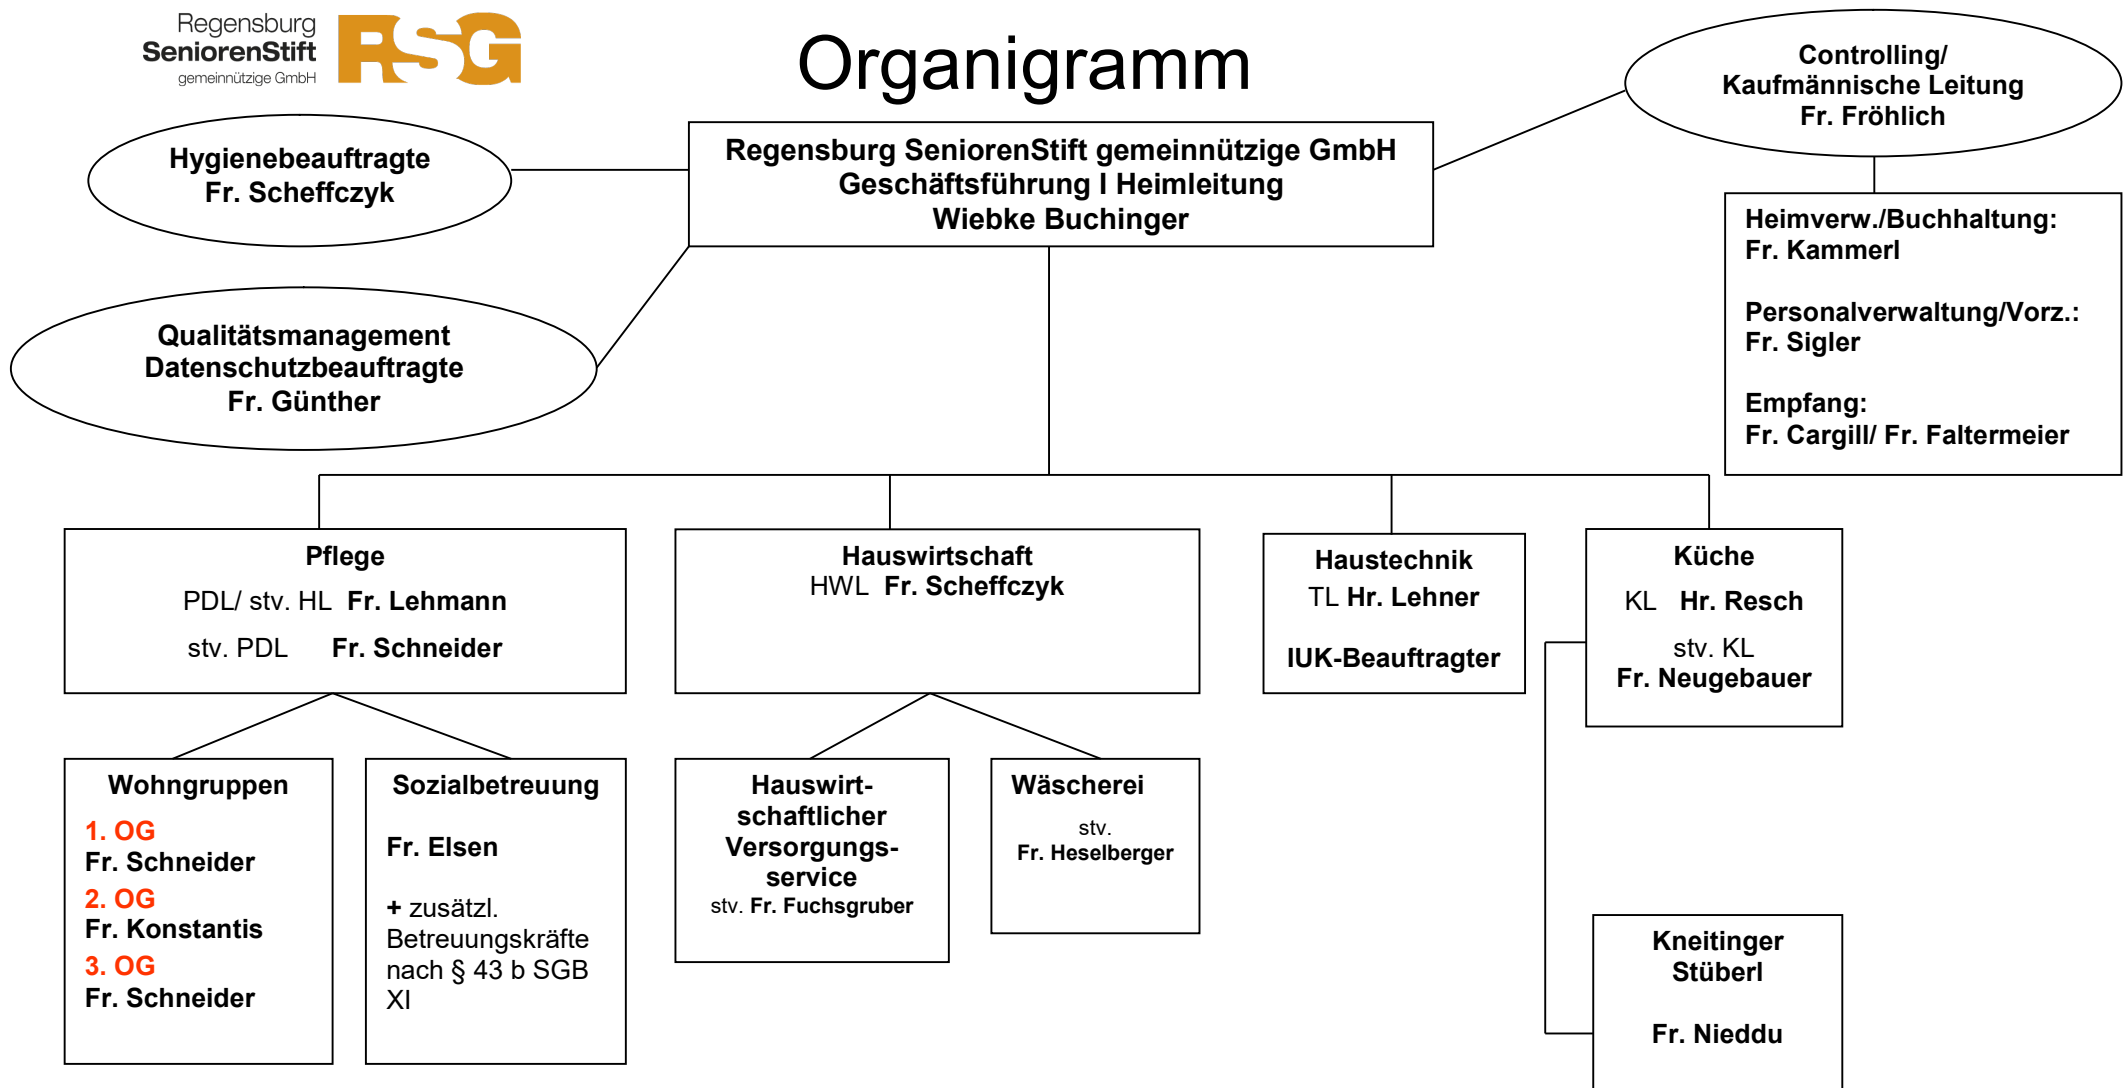 Regensburg
SeniorenStift
gemeinnützige GmbH
RSG
Organigramm
Controlling/
Kaufmännische Leitung
Fr. Fröhlich
Hygienebeauftragte
Fr. Scheffczyk
Regensburg SeniorenStift gemeinnützige GmbH
Geschäftsführung I Heimleitung
Wiebke Buchinger
Heimverw./Buchhaltung:
Fr. Kammerl
Personalverwaltung/Vorz.:
Fr. Sigler
Empfang:
Fr. Cargill/ Fr. Faltermeier
Qualitätsmanagement
Datenschutzbeauftragte
Fr. Günther
Pflege
PDL/ stv. HL Fr. Lehmann
stv. PDL Fr. Schneider
Hauswirtschaft
HWL Fr. Scheffczyk
Haustechnik
TL Hr. Lehner
IUK-Beauftragter
Küche
KL Hr. Resch
stv. KL
Fr. Neugebauer
Wohngruppen
1. OG
Fr. Schneider
2. OG
Fr. Konstantis
3. OG
Fr. Schneider
Sozialbetreuung
Fr. Elsen
+ zusätzl.
Betreuungskräfte
nach § 43 b SGB
XI
Hauswirt-
schaftlicher
Versorgungs-
service
stv. Fr. Fuchsgruber
Wäscherei
stv.
Fr. Heselberger
Kneitinger
Stüberl
Fr. Nieddu